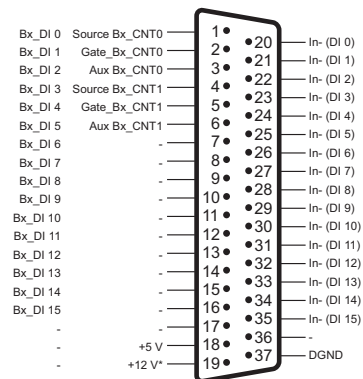 Bx_DI 0 Source Bx_CNT0 1 20 In- (DI 0)
Bx_DI 1 Gate_Bx_CNT0 2 21 In- (DI 1)
Bx_DI 2 Aux Bx_CNT0 3 22 In- (DI 2)
Bx_DI 3 Source Bx_CNT1 4 23 In- (DI 3)
Bx_DI 4 Gate_Bx_CNT1 5 24 In- (DI 4)
Bx_DI 5 Aux Bx_CNT1 6 25 In- (DI 5)
Bx_DI 6 - 7 26 In- (DI 6)
Bx_DI 7 - 8 27 In- (DI 7)
Bx_DI 8 - 9 28 In- (DI 8)
Bx_DI 9 - 10 29 In- (DI 9)
Bx_DI 10 - 11 30 In- (DI 10)
Bx_DI 11 - 12 31 In- (DI 11)
Bx_DI 12 - 13 32 In- (DI 12)
Bx_DI 13 - 14 33 In- (DI 13)
Bx_DI 14 - 15 34 In- (DI 14)
Bx_DI 15 - 16 35 In- (DI 15)
- - 17 36 -
- +5 V 18 37 DGND
- +12 V* 19